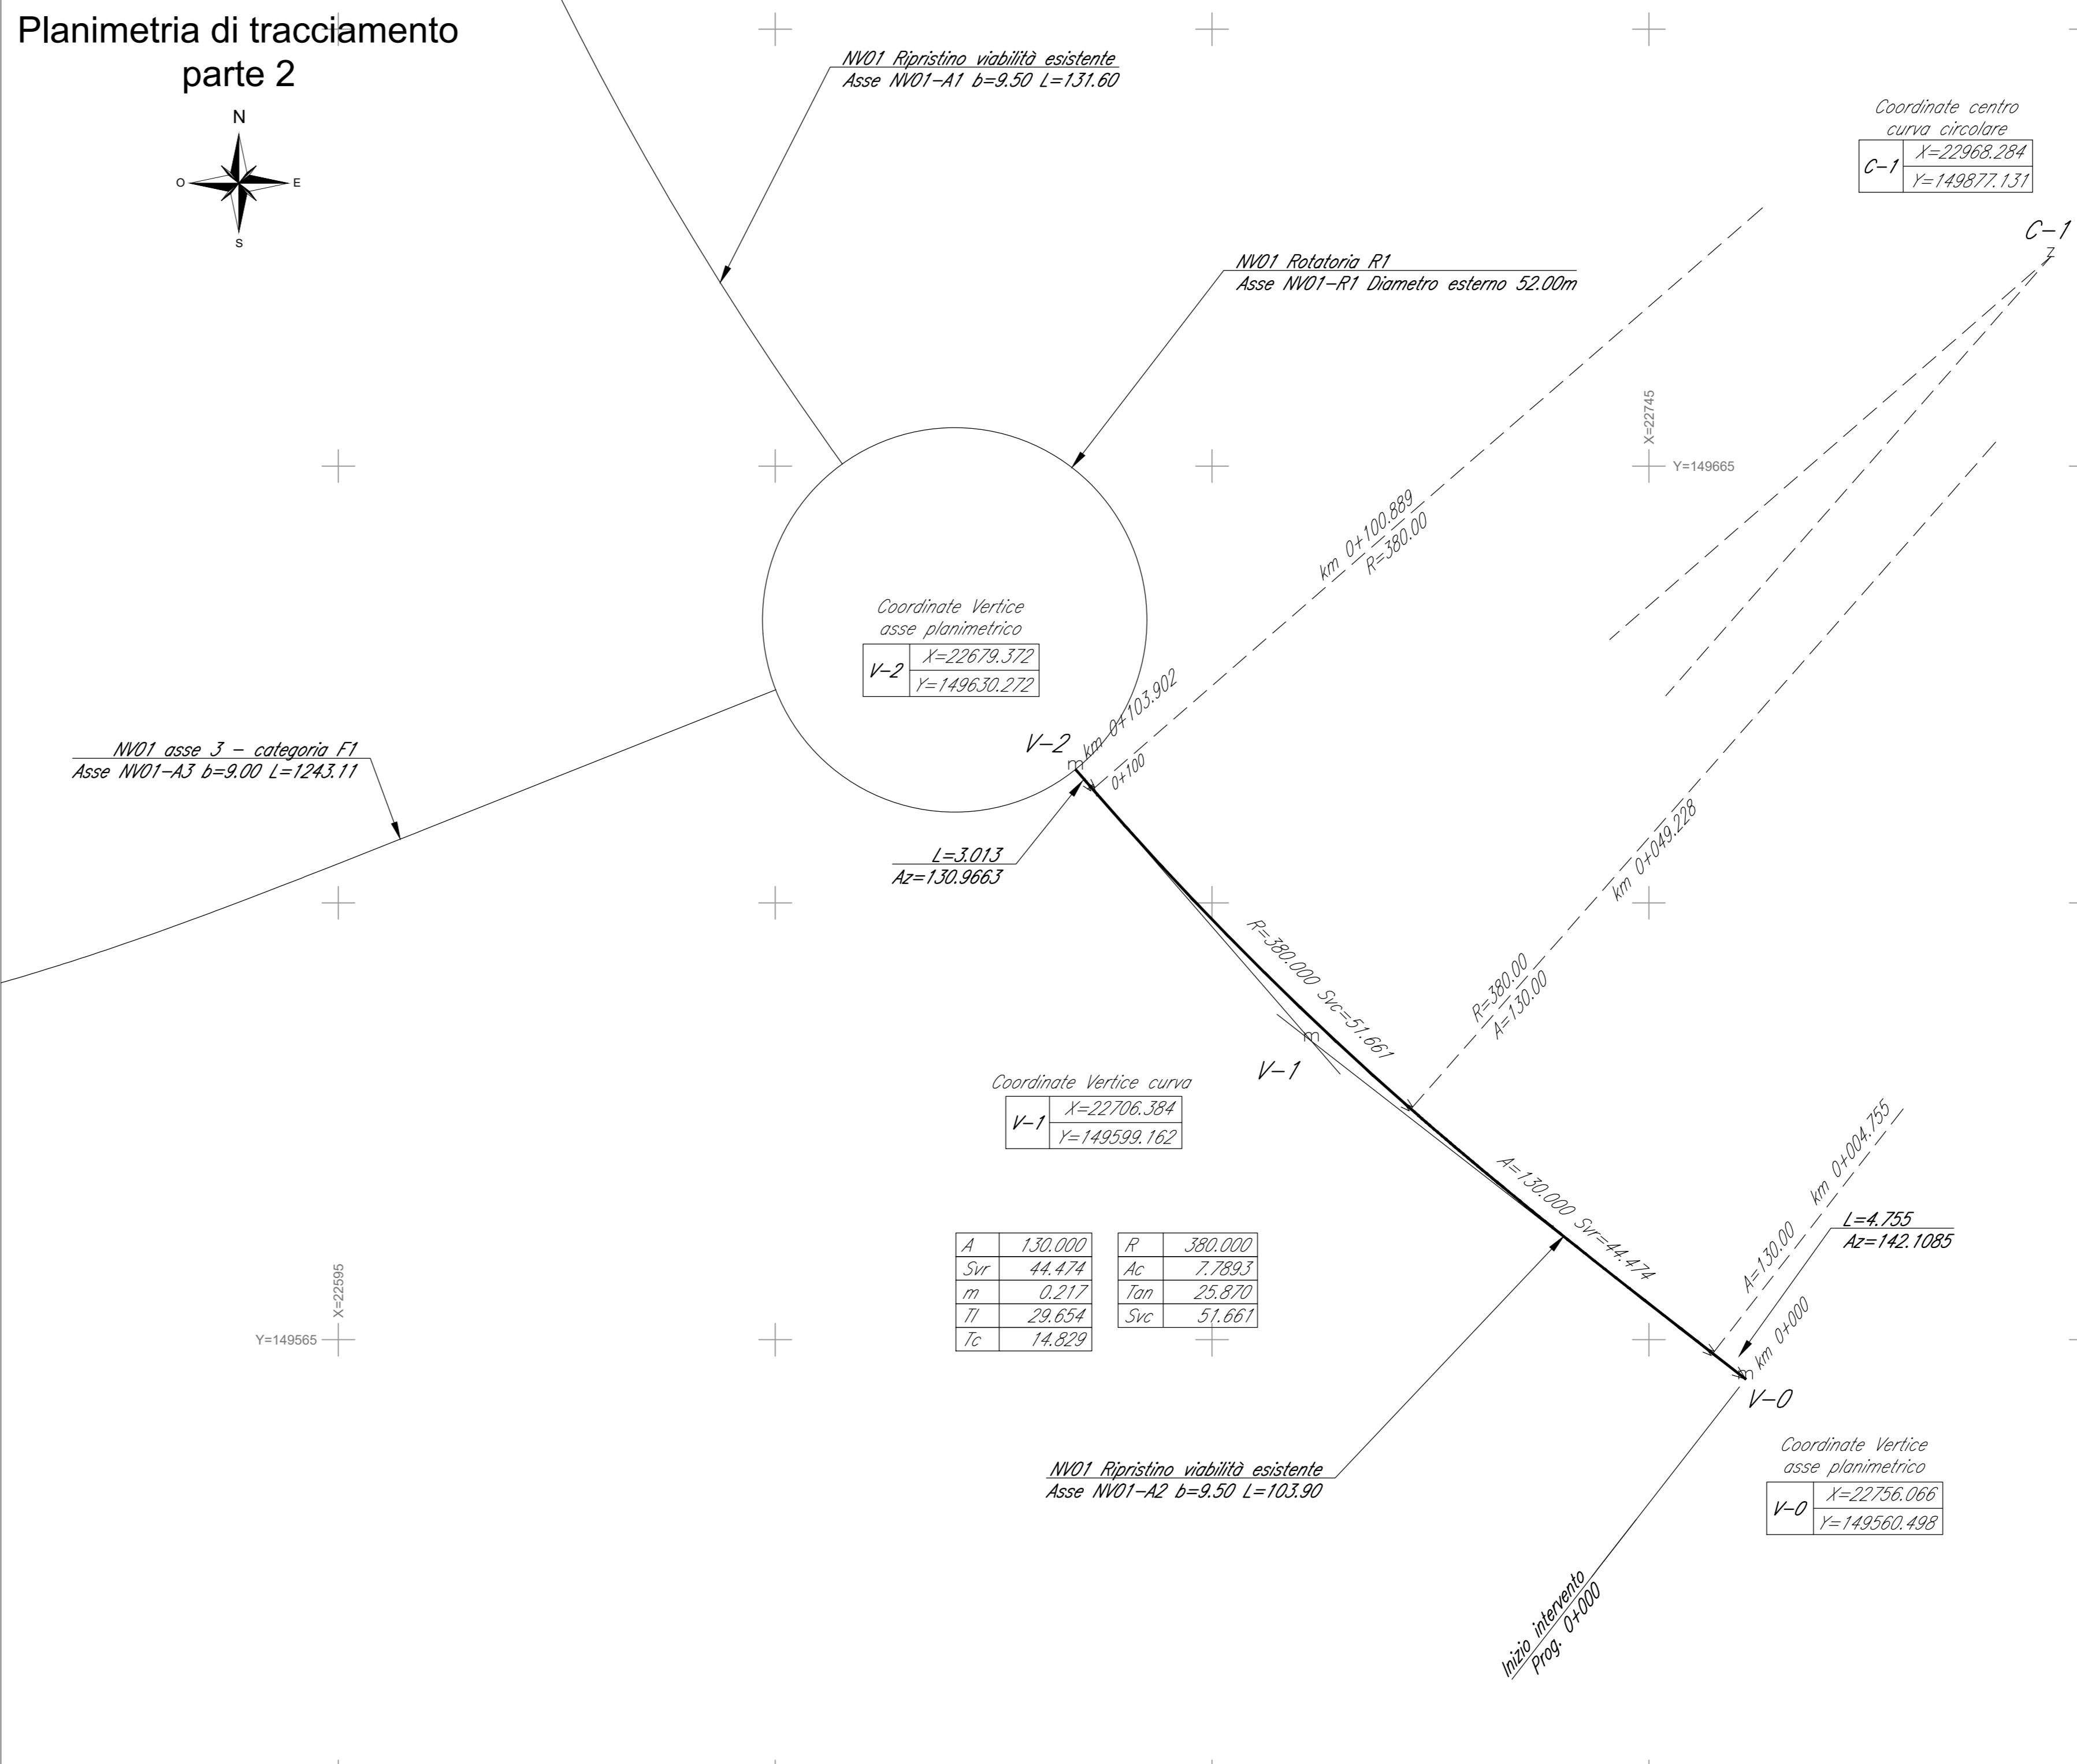 Planimetria di tracciamento
parte 2
N
O
E
S
NV01 Ripristino viabilità esistente
Asse NV01-A1 b=9.50 L=131.60
Coordinate centro
curva circolare
C-1
X=22968.284
Y=149877.131
C-1
NV01 Rotatoria R1
Asse NV01-R1 Diametro esterno 52.00m
X=22745
Y=149665
km 0+100.889
R=380.00
Coordinate Vertice
asse planimetrico
V-2
X=22679.372
Y=149630.272
V-2
km 0+103.902
0+100
NV01 asse 3 - categoria F1
Asse NV01-A3 b=9.00 L=1243.11
L=3.013
Az=130.9663
km 0+049.228
R=380.00
A=130.00
R=380.000 Svc=51.661
V-1
Coordinate Vertice curva
V-1
X=22706.384
Y=149599.162
A=130.000 Svr=44.474
km 0+004.755
A=130.00
L=4.755
Az=142.1085
A 130.000
Svr 44.474
m 0.217
Tl 29.654
Tc 14.829
R 380.000
Ac 7.7893
Tan 25.870
Svc 51.661
X=22595
Y=149565
km 0+000
V-0
Coordinate Vertice
asse planimetrico
V-0
X=22756.066
Y=149560.498
NV01 Ripristino viabilità esistente
Asse NV01-A2 b=9.50 L=103.90
Inizio intervento
Prog. 0+000